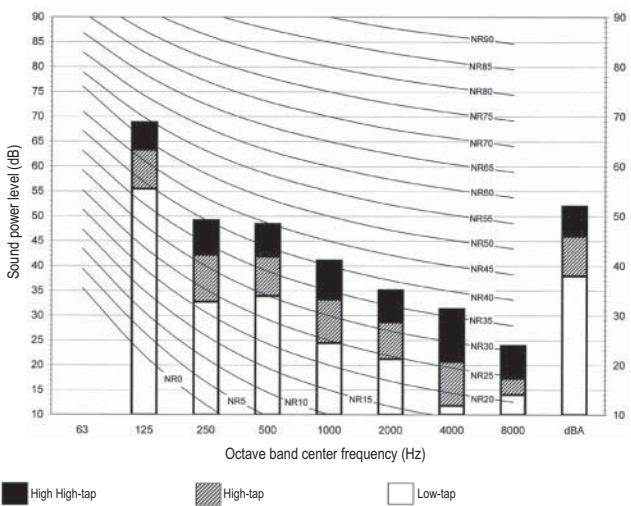 90 90
85
80 80
75
70 70
65
60 60
55
50 50
45
40 40
35
30 30
25
20 20
15
10 10
Sound power level (dB)
NR90
NR85
NR80
NR75
NR70
NR65
NR60
NR55
NR50
NR45
NR40
NR35
NR30
NR25
NR20
NR0 NR5 NR10 NR15
63 125 250 500 1000 2000 4000 8000 dBA
Octave band center frequency (Hz)
High High-tap High-tap Low-tap